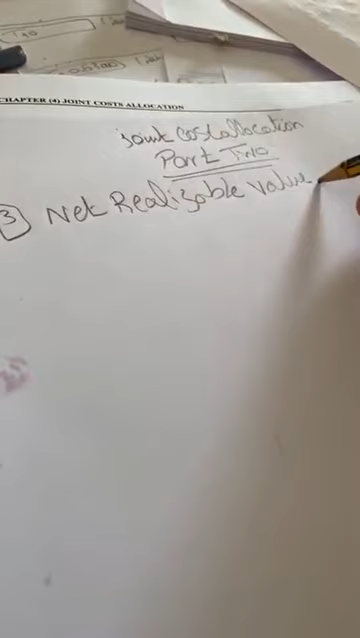 CHAPTER (4) JOINT COSTS ALLOCATION
joint cost allocation
Part Two
3 Net Realizable Value